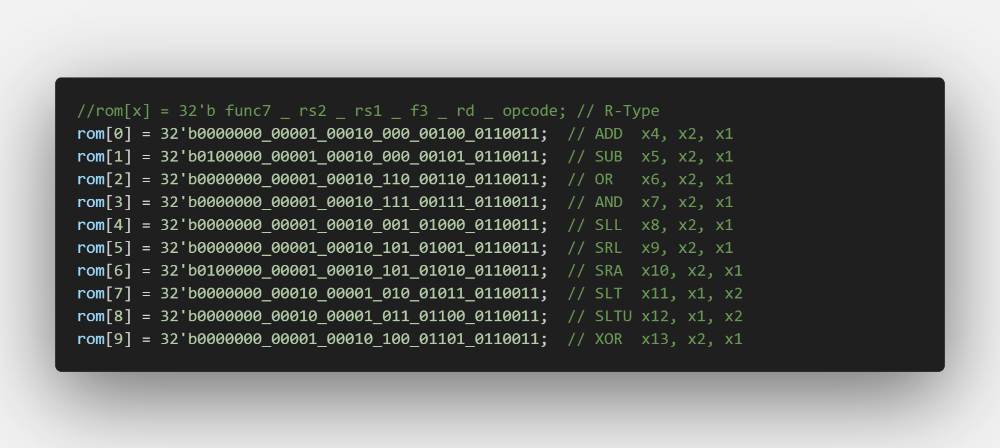 //rom[x] = 32'b func7 _ rs2 _ rs1 _ f3 _ rd _ opcode; // R-Type
rom[0] = 32'b0000000_00001_00010_000_00100_0110011;  // ADD  x4, x2, x1
rom[1] = 32'b0100000_00001_00010_000_00101_0110011;  // SUB  x5, x2, x1
rom[2] = 32'b0000000_00001_00010_110_00110_0110011;  // OR   x6, x2, x1
rom[3] = 32'b0000000_00001_00010_111_00111_0110011;  // AND  x7, x2, x1
rom[4] = 32'b0000000_00001_00010_001_01000_0110011;  // SLL  x8, x2, x1
rom[5] = 32'b0000000_00001_00010_101_01001_0110011;  // SRL  x9, x2, x1
rom[6] = 32'b0100000_00001_00010_101_01010_0110011;  // SRA  x10, x2, x1
rom[7] = 32'b0000000_00010_00001_010_01011_0110011;  // SLT  x11, x1, x2
rom[8] = 32'b0000000_00010_00001_011_01100_0110011;  // SLTU x12, x1, x2
rom[9] = 32'b0000000_00001_00010_100_01101_0110011;  // XOR  x13, x2, x1